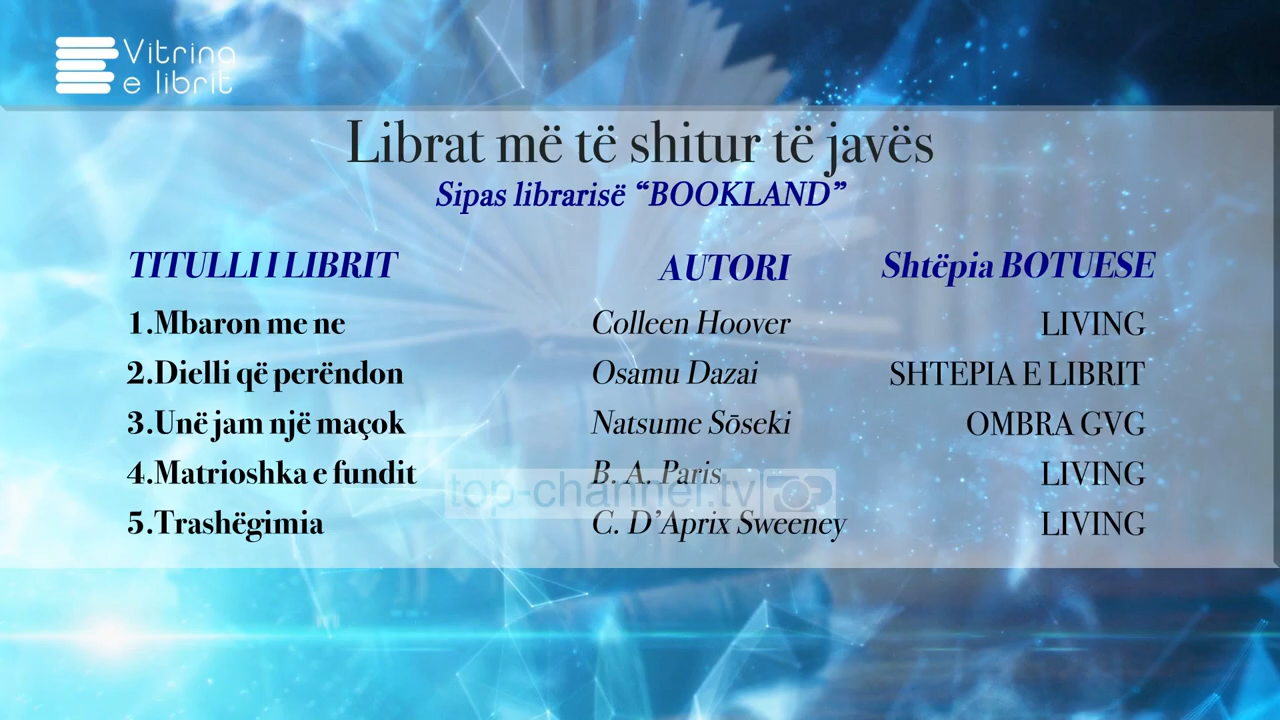 Vitrina
e librit
Librat më të shitur të javës
Sipas librarisë “BOOKLAND”
TITULLI I LIBRIT AUTORI Shtëpia BOTUESE
1.Mbaron me ne Colleen Hoover LIVING
2.Dielli që perëndon Osamu Dazai SHTEPIA E LIBRIT
3.Unë jam një maçok Natsume Sōseki OMBRA GVG
4.Matrioshka e fundit B. A. Paris LIVING
top-channel.tv
5.Trashëgimia C. D’Aprix Sweeney LIVING